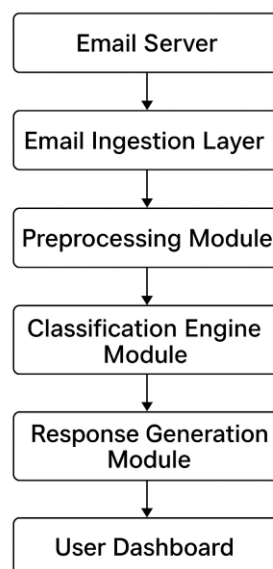 Email Server
Email Ingestion Layer
Preprocessing Module
Classification Engine
Module
Response Generation
Module
User Dashboard